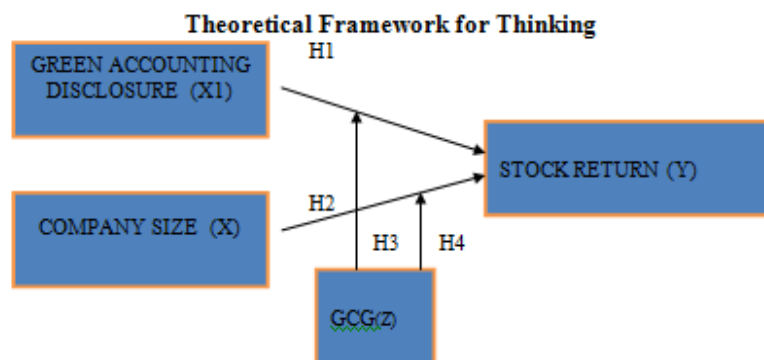 Theoretical Framework for Thinking
H1
GREEN ACCOUNTING
DISCLOSURE (X1)
STOCK RETURN (Y)
H2
COMPANY SIZE (X)
H3
H4
GCG(Z)